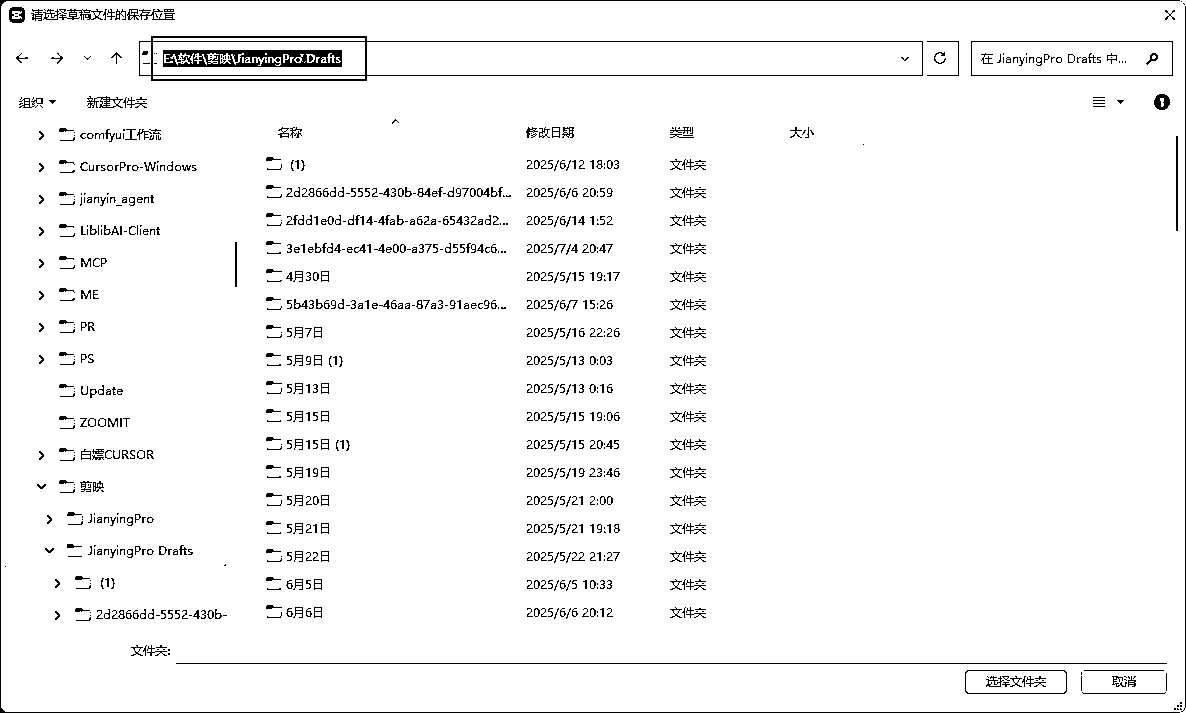 请选择草稿文件的保存位置
E:\软件\剪映\JianyingPro Drafts
在 JianyingPro Drafts 中...
组织 新建文件夹
名称 修改日期 类型 大小
comfyui工作流
CursorPro-Windows
jianyin_agent
LiblibAI-Client
MCP
ME
PR
PS
Update
ZOOMIT
白嫖CURSOR
剪映
JianyingPro
JianyingPro Drafts
(1)
2d2866dd-5552-430b-
(1) 2025/6/12 18:03 文件夹
2d2866dd-5552-430b-84ef-d97004bf... 2025/6/6 20:59 文件夹
2fdd1e0d-df14-4fab-a62a-65432ad2... 2025/6/14 1:52 文件夹
3e1ebfd4-ec41-4e00-a375-d55f94c6... 2025/7/4 20:47 文件夹
4月30日 2025/5/15 19:17 文件夹
5b43b69d-3a1e-46aa-87a3-91aec96... 2025/6/7 15:26 文件夹
5月7日 2025/5/16 22:26 文件夹
5月9日 (1) 2025/5/13 0:03 文件夹
5月13日 2025/5/13 0:16 文件夹
5月15日 2025/5/15 19:06 文件夹
5月15日 (1) 2025/5/15 20:45 文件夹
5月19日 2025/5/19 23:46 文件夹
5月20日 2025/5/21 2:00 文件夹
5月21日 2025/5/21 19:18 文件夹
5月22日 2025/5/22 21:27 文件夹
6月5日 2025/6/5 10:33 文件夹
6月6日 2025/6/6 20:12 文件夹
文件夹:
选择文件夹 取消